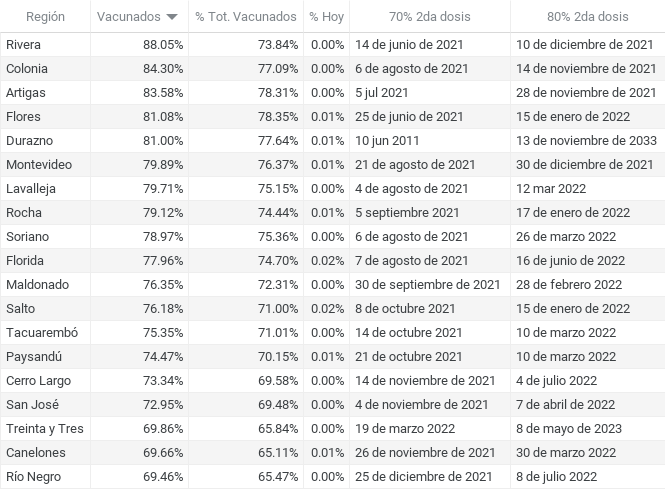 Región Vacunados % Tot. Vacunados % Hoy 70% 2da dosis 80% 2da dosis
Rivera 88.05% 73.84% 0.00% 14 de junio de 2021 10 de diciembre de 2021
Colonia 84.30% 77.09% 0.00% 6 de agosto de 2021 14 de noviembre de 2021
Artigas 83.58% 78.31% 0.00% 5 jul 2021 28 de noviembre de 2021
Flores 81.08% 78.35% 0.01% 25 de junio de 2021 15 de enero de 2022
Durazno 81.00% 77.64% 0.01% 10 jun 2011 13 de noviembre de 2033
Montevideo 79.89% 76.37% 0.01% 21 de agosto de 2021 30 de diciembre de 2021
Lavalleja 79.71% 75.15% 0.00% 4 de agosto de 2021 12 mar 2022
Rocha 79.12% 74.44% 0.01% 5 septiembre 2021 17 de enero de 2022
Soriano 78.97% 75.36% 0.00% 6 de agosto de 2021 26 de marzo 2022
Florida 77.96% 74.70% 0.02% 7 de agosto de 2021 16 de junio de 2022
Maldonado 76.35% 72.31% 0.00% 30 de septiembre de 2021 28 de febrero 2022
Salto 76.18% 71.00% 0.02% 8 de octubre 2021 15 de enero de 2022
Tacuarembó 75.35% 71.01% 0.00% 14 de octubre 2021 10 de marzo 2022
Paysandú 74.47% 70.15% 0.01% 21 de octubre 2021 10 de marzo 2022
Cerro Largo 73.34% 69.58% 0.00% 14 de noviembre de 2021 4 de julio 2022
San José 72.95% 69.48% 0.00% 4 de noviembre de 2021 7 de abril de 2022
Treinta y Tres 69.86% 65.84% 0.00% 19 de marzo 2022 8 de mayo de 2023
Canelones 69.66% 65.11% 0.01% 26 de noviembre de 2021 30 de marzo 2022
Río Negro 69.46% 65.47% 0.00% 25 de diciembre de 2021 8 de julio 2022